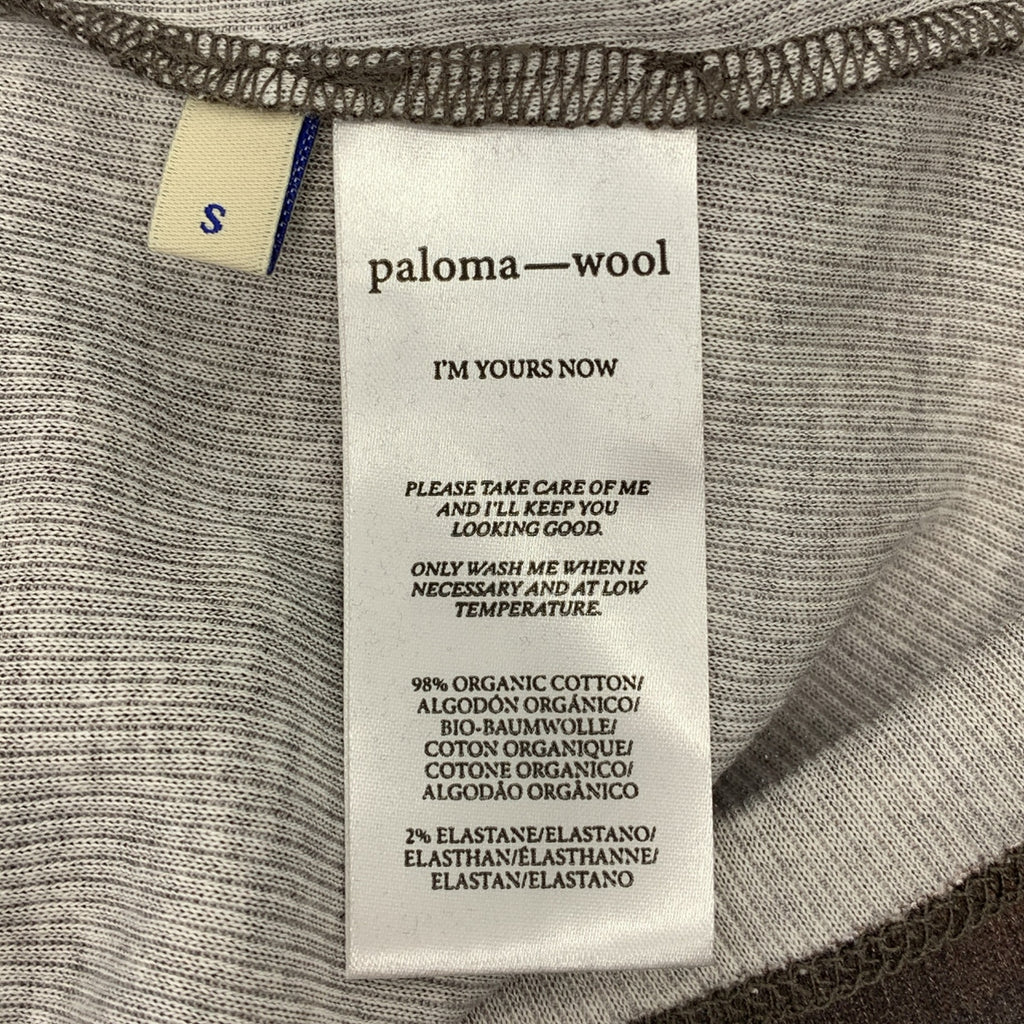 S
paloma—wool
I'M YOURS NOW
PLEASE TAKE CARE OF ME
AND I'LL KEEP YOU
LOOKING GOOD.
ONLY WASH ME WHEN IS
NECESSARY AND AT LOW
TEMPERATURE.
98% ORGANIC COTTON/
ALGODÓN ORGÁNICO/
BIO-BAUMWOLLE/
COTON ORGANIQUE/
COTONE ORGANICO/
ALGODÃO ORGÂNICO
2% ELASTANE/ELASTANO/
ELASTHAN/ÉLASTHANNE/
ELASTAN/ELASTANO